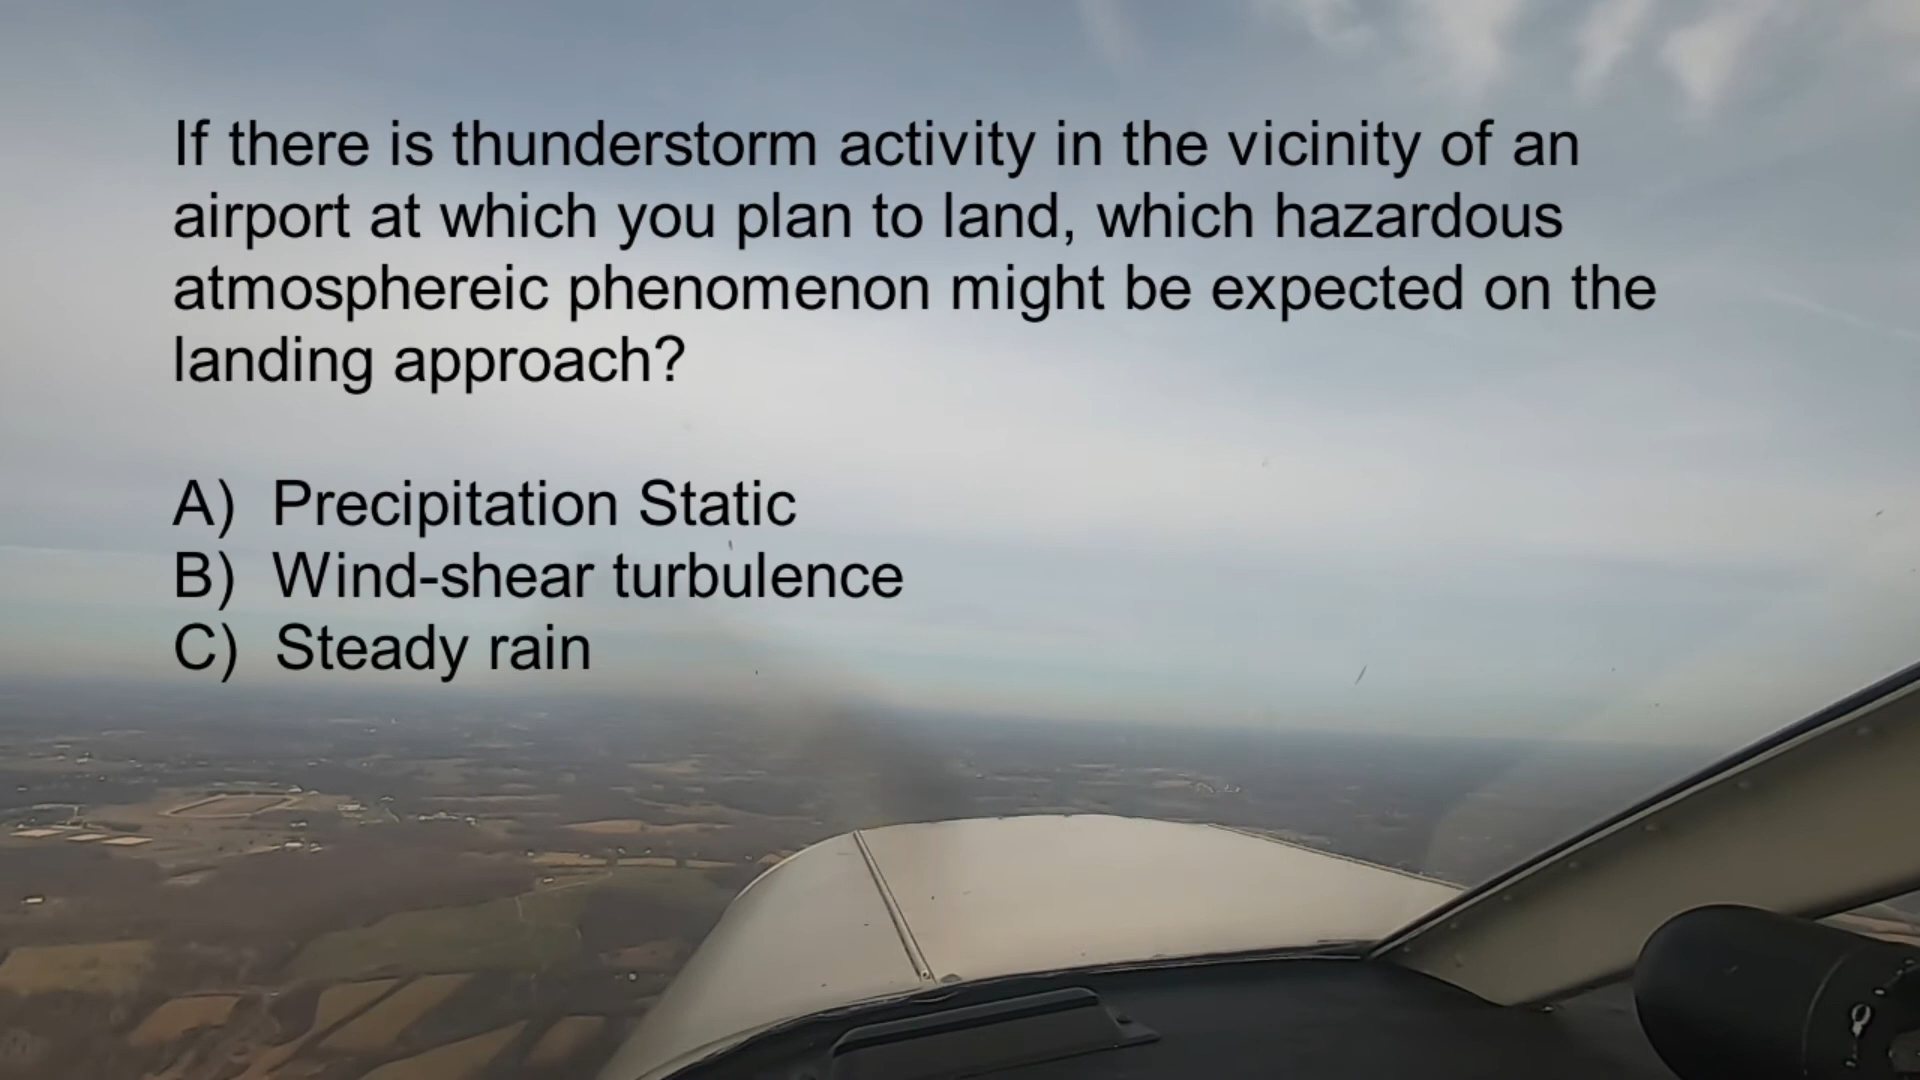 If there is thunderstorm activity in the vicinity of an
airport at which you plan to land, which hazardous
atmosphereic phenomenon might be expected on the
landing approach?
A) Precipitation Static
B) Wind-shear turbulence
C) Steady rain